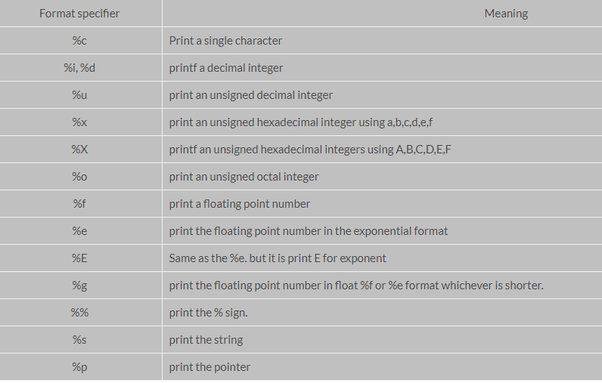 Format specifier Meaning
%c Print a single character
%i, %d printf a decimal integer
%u print an unsigned decimal integer
%x print an unsigned hexadecimal integer using a,b,c,d,e,f
%X printf an unsigned hexadecimal integers using A,B,C,D,E,F
%o print an unsigned octal integer
%f print a floating point number
%e print the floating point number in the exponential format
%E Same as the %e. but it is print E for exponent
%g print the floating point number in float %f or %e format whichever is shorter.
%% print the % sign.
%s print the string
%p print the pointer